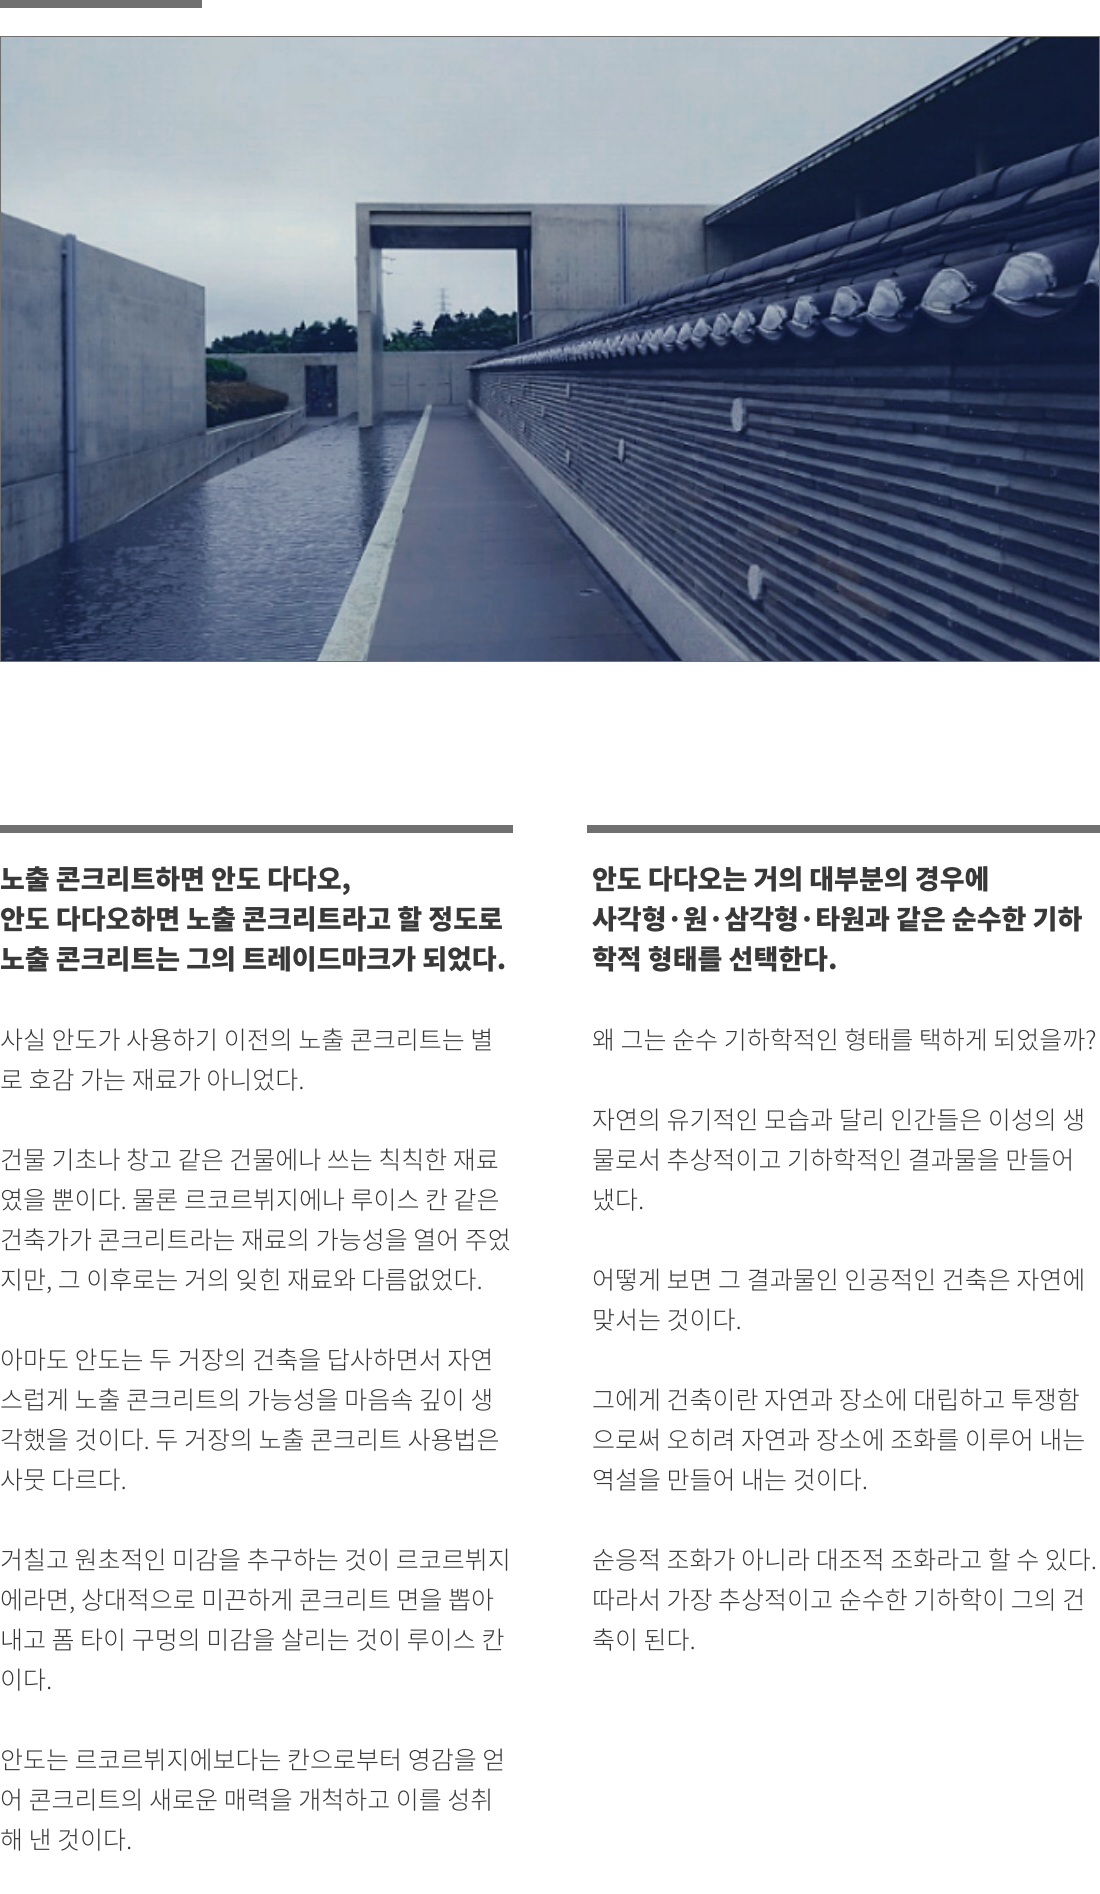 노출 콘크리트하면 안도 다다오,
안도 다다오하면 노출 콘크리트라고 할 정도로
노출 콘크리트는 그의 트레이드마크가 되었다.
사실 안도가 사용하기 이전의 노출 콘크리트는 별
로 호감 가는 재료가 아니었다.
건물 기초나 창고 같은 건물에나 쓰는 칙칙한 재료
였을 뿐이다. 물론 르코르뷔지에나 루이스 칸 같은
건축가가 콘크리트라는 재료의 가능성을 열어 주었
지만, 그 이후로는 거의 잊힌 재료와 다름없었다.
아마도 안도는 두 거장의 건축을 답사하면서 자연
스럽게 노출 콘크리트의 가능성을 마음속 깊이 생
각했을 것이다. 두 거장의 노출 콘크리트 사용법은
사뭇 다르다.
거칠고 원초적인 미감을 추구하는 것이 르코르뷔지
에라면, 상대적으로 미끈하게 콘크리트 면을 뽑아
내고 폼 타이 구멍의 미감을 살리는 것이 루이스 칸
이다.
안도는 르코르뷔지에보다는 칸으로부터 영감을 얻
어 콘크리트의 새로운 매력을 개척하고 이를 성취
해 낸 것이다.
안도 다다오는 거의 대부분의 경우에
사각형·원·삼각형·타원과 같은 순수한 기하
학적 형태를 선택한다.
왜 그는 순수 기하학적인 형태를 택하게 되었을까?
자연의 유기적인 모습과 달리 인간들은 이성의 생
물로서 추상적이고 기하학적인 결과물을 만들어
냈다.
어떻게 보면 그 결과물인 인공적인 건축은 자연에
맞서는 것이다.
그에게 건축이란 자연과 장소에 대립하고 투쟁함
으로써 오히려 자연과 장소에 조화를 이루어 내는
역설을 만들어 내는 것이다.
순응적 조화가 아니라 대조적 조화라고 할 수 있다.
따라서 가장 추상적이고 순수한 기하학이 그의 건
축이 된다.